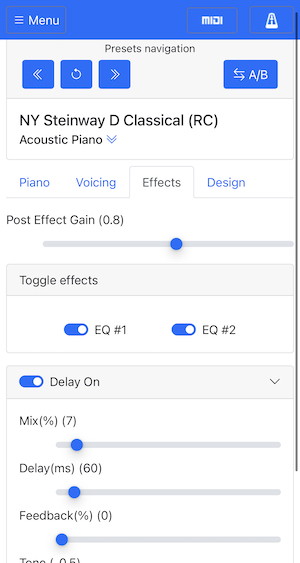 Menu
MIDI
Presets navigation
A/B
NY Steinway D Classical (RC)
Acoustic Piano
Piano Voicing Effects Design
Post Effect Gain (0.8)
Toggle effects
EQ #1 EQ #2
Delay On
Mix(%) (7)
Delay(ms) (60)
Feedback(%) (0)
Tone (-0.5)